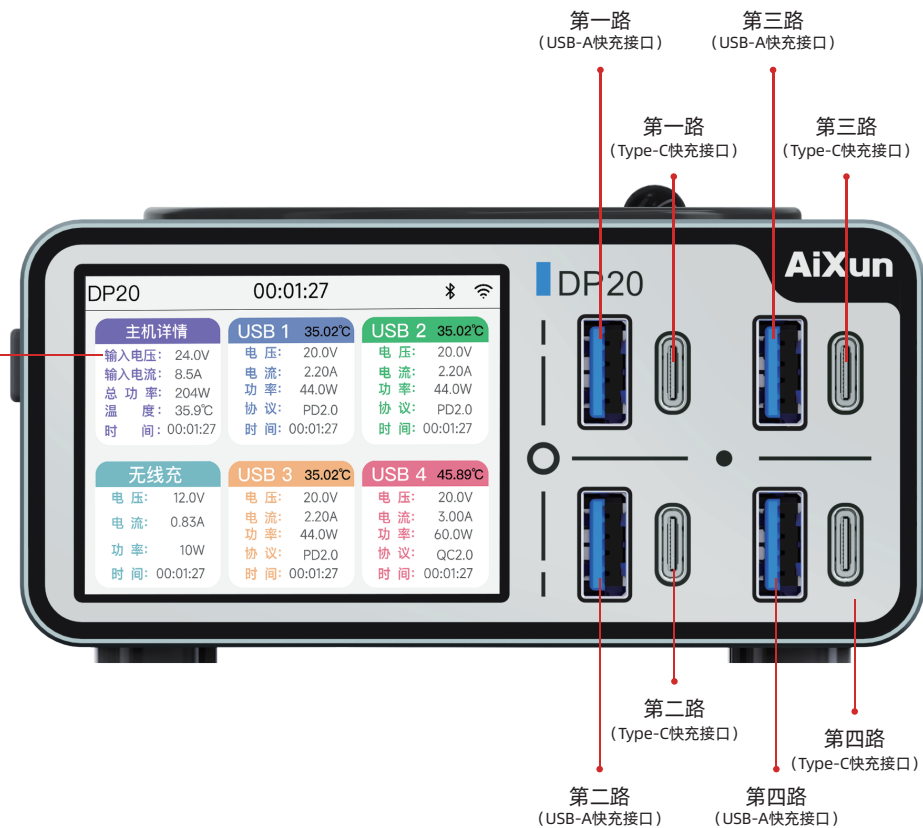 第一路
（USB-A快充接口）
第三路
（USB-A快充接口）
第一路
（Type-C快充接口）
第三路
（Type-C快充接口）
AiXun
DP20
DP20 00:01:27
主机详情
输入电压： 24.0V
输入电流： 8.5A
总 功 率： 204W
温 度： 35.9℃
时 间：00:01:27
USB 1 35.02℃
电 压： 20.0V
电 流： 2.20A
功 率： 44.0W
协 议： PD2.0
时 间：00:01:27
USB 2 35.02℃
电 压： 20.0V
电 流： 2.20A
功 率： 44.0W
协 议： PD2.0
时 间：00:01:27
无线充
电 压： 12.0V
电 流： 0.83A
功 率： 10W
时 间：00:01:27
USB 3 35.02℃
电 压： 20.0V
电 流： 2.20A
功 率： 44.0W
协 议： PD2.0
时 间：00:01:27
USB 4 45.89℃
电 压： 20.0V
电 流： 3.00A
功 率： 60.0W
协 议： QC2.0
时 间：00:01:27
第二路
（Type-C快充接口）
第四路
（Type-C快充接口）
第二路
（USB-A快充接口）
第四路
（USB-A快充接口）